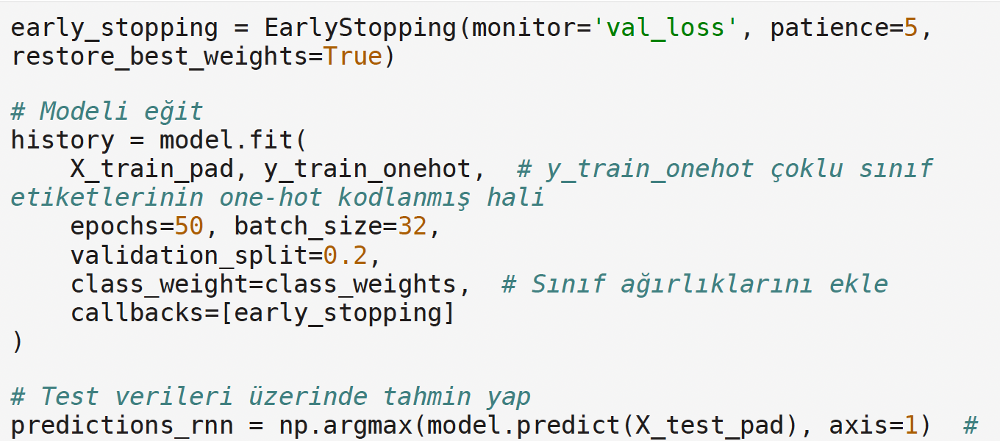 early_stopping = EarlyStopping(monitor='val_loss', patience=5,
restore_best_weights=True)

# Modeli eğit
history = model.fit(
    X_train_pad, y_train_onehot,  # y_train_onehot çoklu sınıf
etiketlerinin one-hot kodlanmış hali
    epochs=50, batch_size=32,
    validation_split=0.2,
    class_weight=class_weights,  # Sınıf ağırlıklarını ekle
    callbacks=[early_stopping]
)

# Test verileri üzerinde tahmin yap
predictions_rnn = np.argmax(model.predict(X_test_pad), axis=1)  #